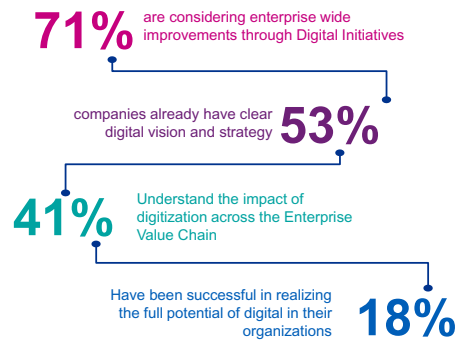 71%
are considering enterprise wide
improvements through Digital Initiatives
companies already have clear
digital vision and strategy
53%
41%
Understand the impact of
digitization across the Enterprise
Value Chain
Have been successful in realizing
the full potential of digital in their
organizations
18%